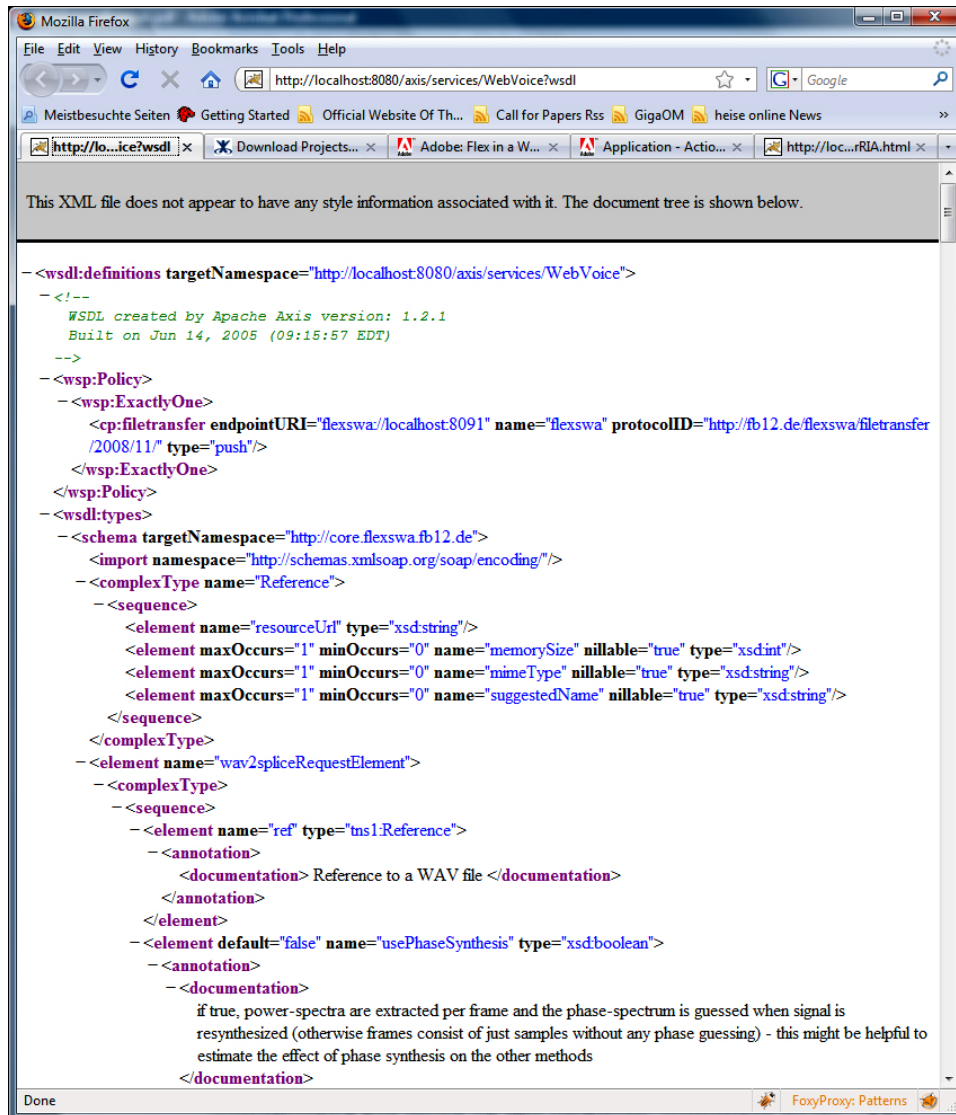 Mozilla Firefox
File Edit View History Bookmarks Tools Help
http://localhost:8080/axis/services/WebVoice?wsdl
G Google
Meistbesuchte Seiten Getting Started Official Website Of Th... Call for Papers Rss GigaOM heise online News »
http://lo...ice?wsdl Download Projects... Adobe: Flex in a W... Application - Actio... http://loc...rRIA.html
This XML file does not appear to have any style information associated with it. The document tree is shown below.
− <wsdl:definitions targetNamespace="http://localhost:8080/axis/services/WebVoice">
− <!--
WSDL created by Apache Axis version: 1.2.1
Built on Jun 14, 2005 (09:15:57 EDT)
-->
− <wsp:Policy>
− <wsp:ExactlyOne>
<cp:filetransfer endpointURI="flexswa://localhost:8091" name="flexswa" protocolID="http://fb12.de/flexswa/filetransfer
/2008/11/" type="push"/>
</wsp:ExactlyOne>
</wsp:Policy>
− <wsdl:types>
− <schema targetNamespace="http://core.flexswa.fb12.de">
<import namespace="http://schemas.xmlsoap.org/soap/encoding/"/>
− <complexType name="Reference">
− <sequence>
<element name="resourceUrl" type="xsd:string"/>
<element maxOccurs="1" minOccurs="0" name="memorySize" nillable="true" type="xsd:int"/>
<element maxOccurs="1" minOccurs="0" name="mimeType" nillable="true" type="xsd:string"/>
<element maxOccurs="1" minOccurs="0" name="suggestedName" nillable="true" type="xsd:string"/>
</sequence>
</complexType>
− <element name="wav2spliceRequestElement">
− <complexType>
− <sequence>
− <element name="ref" type="tns1:Reference">
− <annotation>
<documentation> Reference to a WAV file </documentation>
</annotation>
</element>
− <element default="false" name="usePhaseSynthesis" type="xsd:boolean">
− <annotation>
− <documentation>
if true, power-spectra are extracted per frame and the phase-spectrum is guessed when signal is
resynthesized (otherwise frames consist of just samples without any phase guessing) - this might be helpful to
estimate the effect of phase synthesis on the other methods
</documentation>
Done FoxyProxy: Patterns